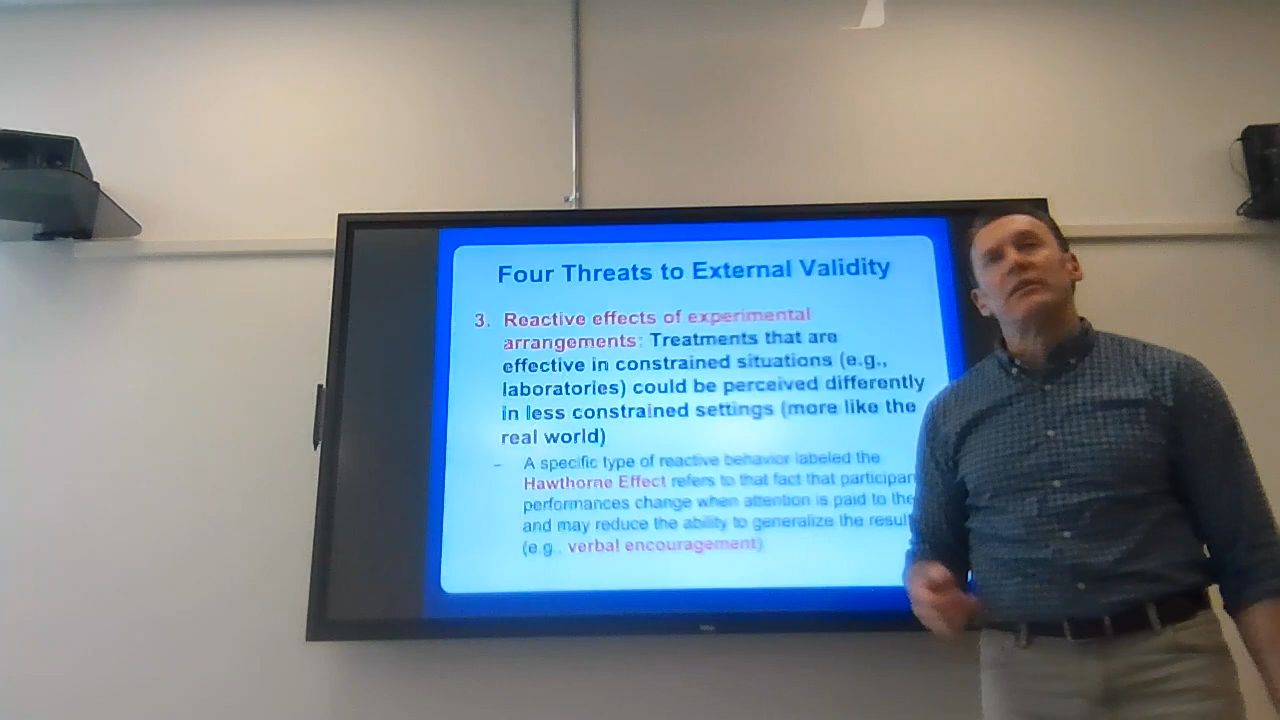 Four Threats to External Validity
3. Reactive effects of experimental
arrangements: Treatments that are
effective in constrained situations (e.g.,
laboratories) could be perceived differently
in less constrained settings (more like the
real world)
– A specific type of reactive behavior labeled the
Hawthorne Effect refers to that fact that participan
performances change when attention is paid to the
and may reduce the ability to generalize the resul
(e.g., verbal encouragement)